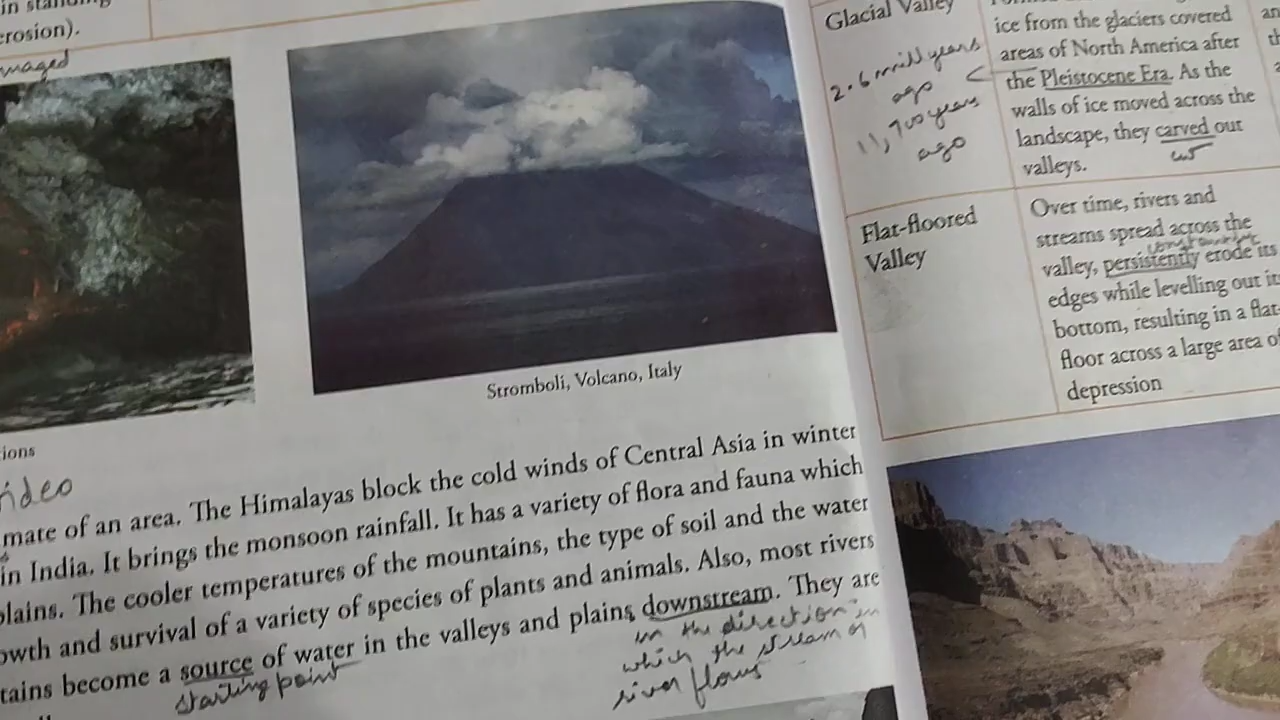 in standing
erosion).
maged
Stromboli, Volcano, Italy
ions
video
mate of an area. The Himalayas block the cold winds of Central Asia in winter
in India. It brings the monsoon rainfall. It has a variety of flora and fauna which
plains. The cooler temperatures of the mountains, the type of soil and the water
owth and survival of a variety of species of plants and animals. Also, most rivers
tains become a source of water in the valleys and plains downstream. They are
starting point
in the direction in
which the stream or
river flows
Glacial Valley
2.6 mill years
ago
11,700 years
ago
ice from the glaciers covered
areas of North America after
the Pleistocene Era. As the
walls of ice moved across the
landscape, they carved out
cut
valleys.
Flat-floored
Valley
Over time, rivers and
streams spread across the
constantly
valley, persistently erode its
edges while levelling out it
bottom, resulting in a flat-
floor across a large area of
depression